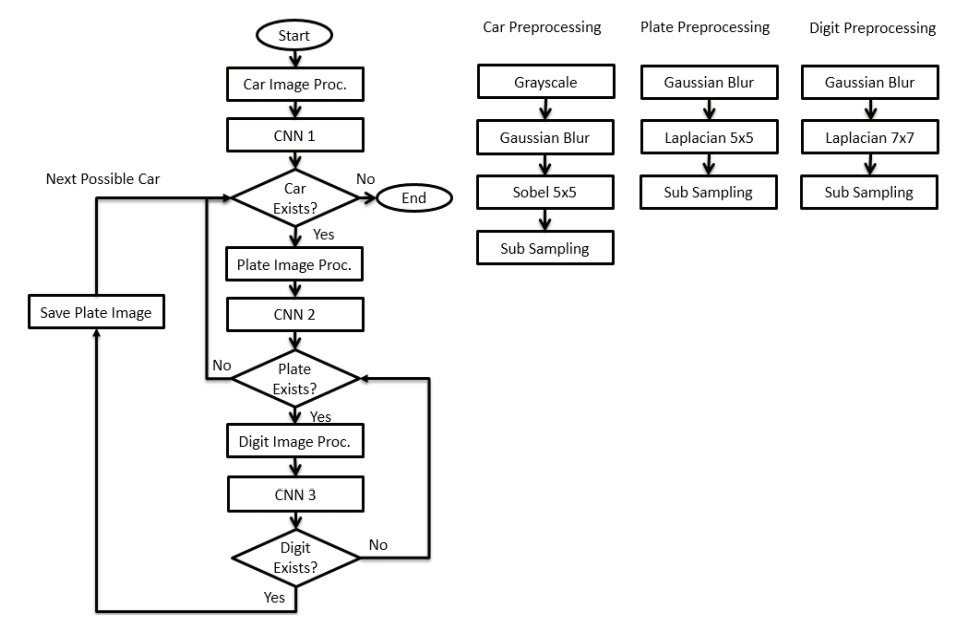 Start
Car Image Proc.
CNN 1
Next Possible Car
Car
Exists?
No
End
Yes
Plate Image Proc.
Save Plate Image
CNN 2
No
Plate
Exists?
Yes
Digit Image Proc.
CNN 3
Digit
Exists?
No
Yes
Car Preprocessing
Grayscale
Gaussian Blur
Sobel 5x5
Sub Sampling
Plate Preprocessing
Gaussian Blur
Laplacian 5x5
Sub Sampling
Digit Preprocessing
Gaussian Blur
Laplacian 7x7
Sub Sampling